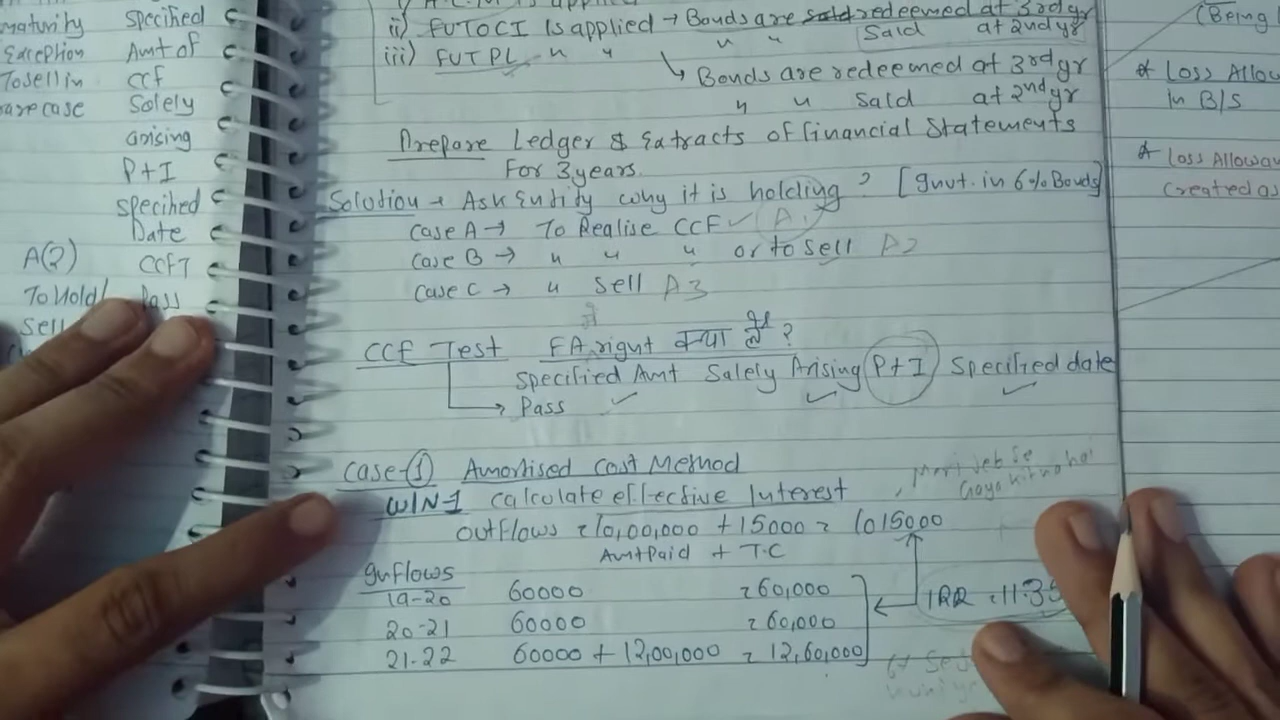 maturity specified
Exception Amt of
To sell in CCF
rare case Solely
arising
P+I
specified
Date
A(2) CCFT
To Hold/ Pass
Sell
ii) FVTOCI Is applied → Bonds are sold redeemed at 3rd yr
" " Sald at 2nd yr
iii) FVTPL " "
↳ Bonds are redeemed at 3rd yr
" " Sald at 2nd yr
Prepare Ledger & Extracts of Financial Statements
For 3 years.
Solution → Ask Entity why it is holding ? [Invt. in 6% Bonds]
Case A → To Realise CCF ✓ A1
Case B → " " " or to sell A2
Case C → " Sell A3
CCF Test FA right क्या है ?
Specified Amt Solely Arising P+I Specified date
→ Pass
Case-① Amortised Cost Method
W/N-1 Calculate effective Interest
Outflows = 10,00,000 + 15000 = 1015000
Amt Paid + T.C
Inflows
19-20 60000 = 60,000
20-21 60000 = 60,000
21-22 60000 + 12,00,000 = 12,60,000
IRR = 11.35
(Being
* Loss Allow
In B/S
* Loss Allowan
Created as